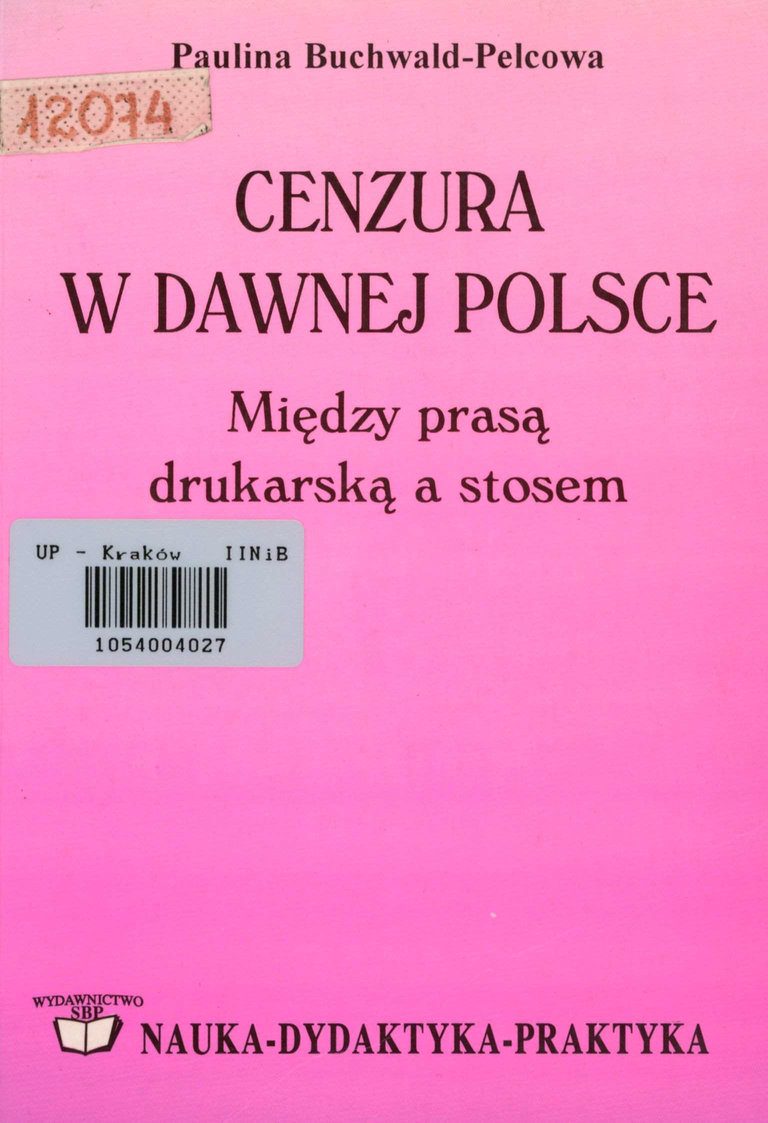 Paulina Buchwald-Pelcowa
12074
CENZURA
W DAWNEJ POLSCE
Między prasą
drukarską a stosem
UP - Kraków IINiB
1054004027
WYDAWNICTWO
SBP
NAUKA-DYDAKTYKA-PRAKTYKA